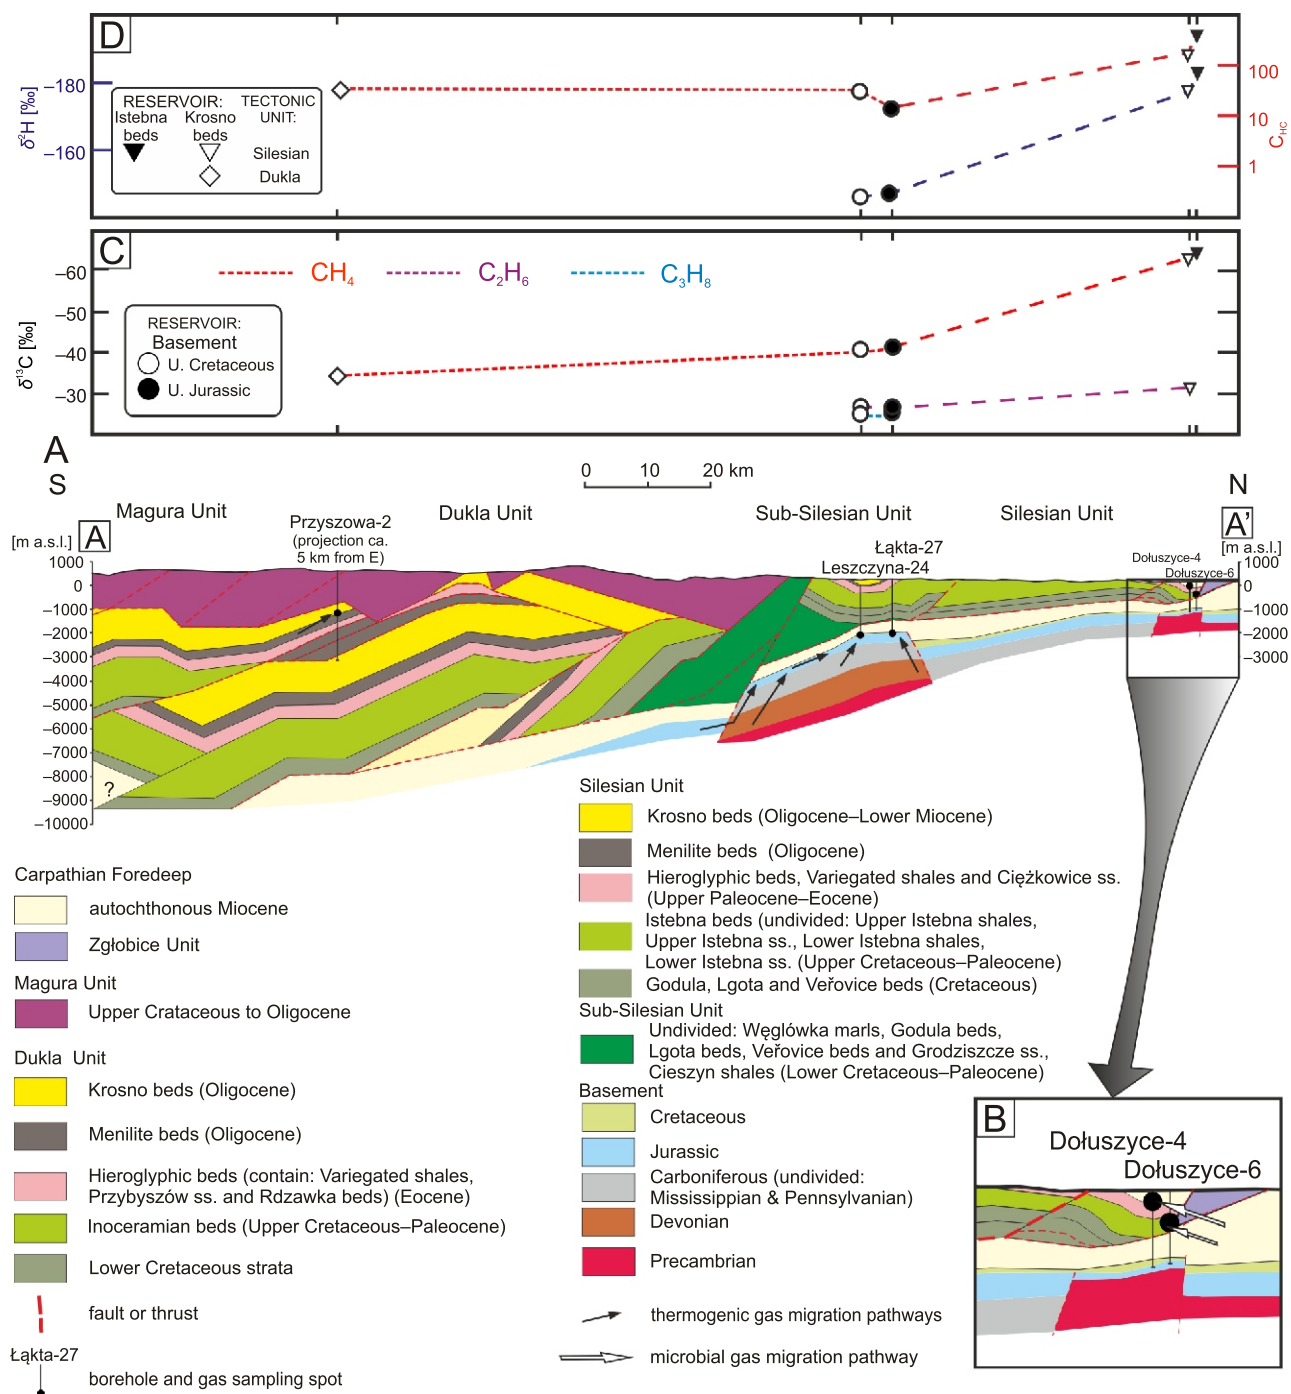 D
δ²H [‰]
–180
–160
RESERVOIR:
Istebna beds
Krosno beds
TECTONIC UNIT:
Silesian
Dukla
100
10
1
C_HC
C
CH₄
C₂H₆
C₃H₈
δ¹³C [‰]
–60
–50
–40
–30
RESERVOIR:
Basement
U. Cretaceous
U. Jurassic
A
S
0 10 20 km
N
Magura Unit
Dukla Unit
Sub-Silesian Unit
Silesian Unit
Przyszowa-2
(projection ca.
5 km from E)
Łąkta-27
Leszczyna-24
Dołuszyce-4
Dołuszyce-6
A
A'
[m a.s.l.]
1000
0
–1000
–2000
–3000
–4000
–5000
–6000
–7000
–8000
–9000
–10000
[m a.s.l.]
1000
0
–1000
–2000
–3000
?
Carpathian Foredeep
autochthonous Miocene
Zgłobice Unit
Magura Unit
Upper Crataceous to Oligocene
Dukla Unit
Krosno beds (Oligocene)
Menilite beds (Oligocene)
Hieroglyphic beds (contain: Variegated shales,
Przybyszów ss. and Rdzawka beds) (Eocene)
Inoceramian beds (Upper Cretaceous–Paleocene)
Lower Cretaceous strata
fault or thrust
Łąkta-27
borehole and gas sampling spot
Silesian Unit
Krosno beds (Oligocene–Lower Miocene)
Menilite beds (Oligocene)
Hieroglyphic beds, Variegated shales and Ciężkowice ss.
(Upper Paleocene–Eocene)
Istebna beds (undivided: Upper Istebna shales,
Upper Istebna ss., Lower Istebna shales,
Lower Istebna ss. (Upper Cretaceous–Paleocene)
Godula, Lgota and Veřovice beds (Cretaceous)
Sub-Silesian Unit
Undivided: Węglówka marls, Godula beds,
Lgota beds, Veřovice beds and Grodziszcze ss.,
Cieszyn shales (Lower Cretaceous–Paleocene)
Basement
Cretaceous
Jurassic
Carboniferous (undivided:
Mississippian & Pennsylvanian)
Devonian
Precambrian
thermogenic gas migration pathways
microbial gas migration pathway
B
Dołuszyce-4
Dołuszyce-6